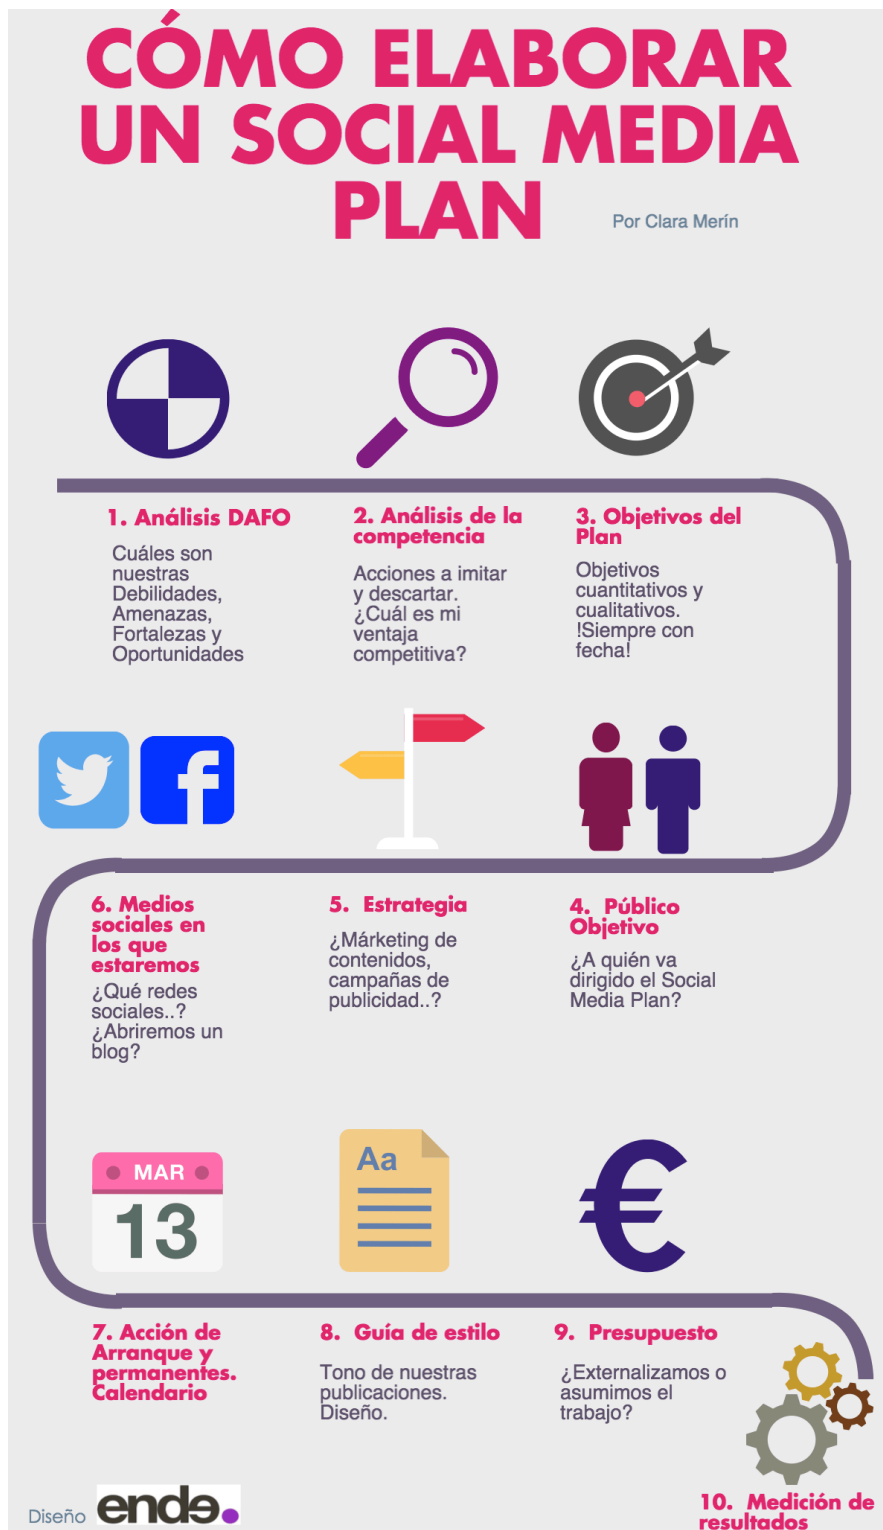 CÓMO ELABORAR
UN SOCIAL MEDIA
PLAN
Por Clara Merín
1. Análisis DAFO
Cuáles son
nuestras
Debilidades,
Amenazas,
Fortalezas y
Oportunidades
2. Análisis de la
competencia
Acciones a imitar
y descartar.
¿Cuál es mi
ventaja
competitiva?
3. Objetivos del
Plan
Objetivos
cuantitativos y
cualitativos.
!Siempre con
fecha!
4. Público
Objetivo
¿A quién va
dirigido el Social
Media Plan?
5. Estrategia
¿Márketing de
contenidos,
campañas de
publicidad..?
6. Medios
sociales en
los que
estaremos
¿Qué redes
sociales..?
¿Abriremos un
blog?
MAR
13
7. Acción de
Arranque y
permanentes.
Calendario
Aa
8. Guía de estilo
Tono de nuestras
publicaciones.
Diseño.
€
9. Presupuesto
¿Externalizamos o
asumimos el
trabajo?
10. Medición de
resultados
Diseño ende.